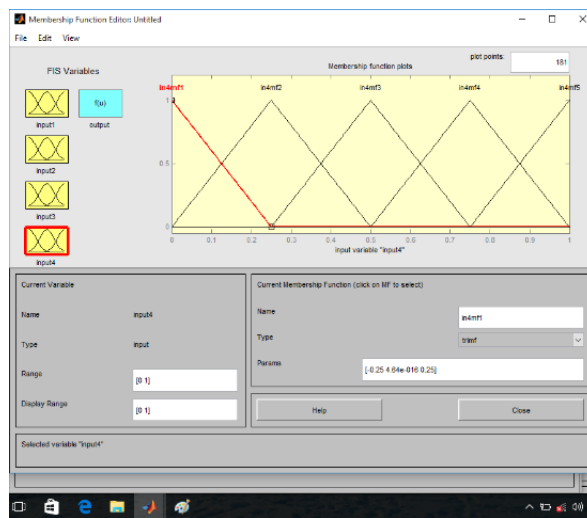 Membership Function Editor: Untitled
File Edit View
FIS Variables
Membership function plots
plot points:
181
input1
output
f(u)
input2
input3
input4
in4mf1 in4mf2 in4mf3 in4mf4 in4mf5
1
0.5
0
0 0.1 0.2 0.3 0.4 0.5 0.6 0.7 0.8 0.9 1
input variable "input4"
Current Variable
Name input4
Type input
Range [0 1]
Display Range [0 1]
Current Membership Function (click on MF to select)
Name in4mf1
Type trimf
Params [-0.25 4.64e-016 0.25]
Help Close
Selected variable "input4"